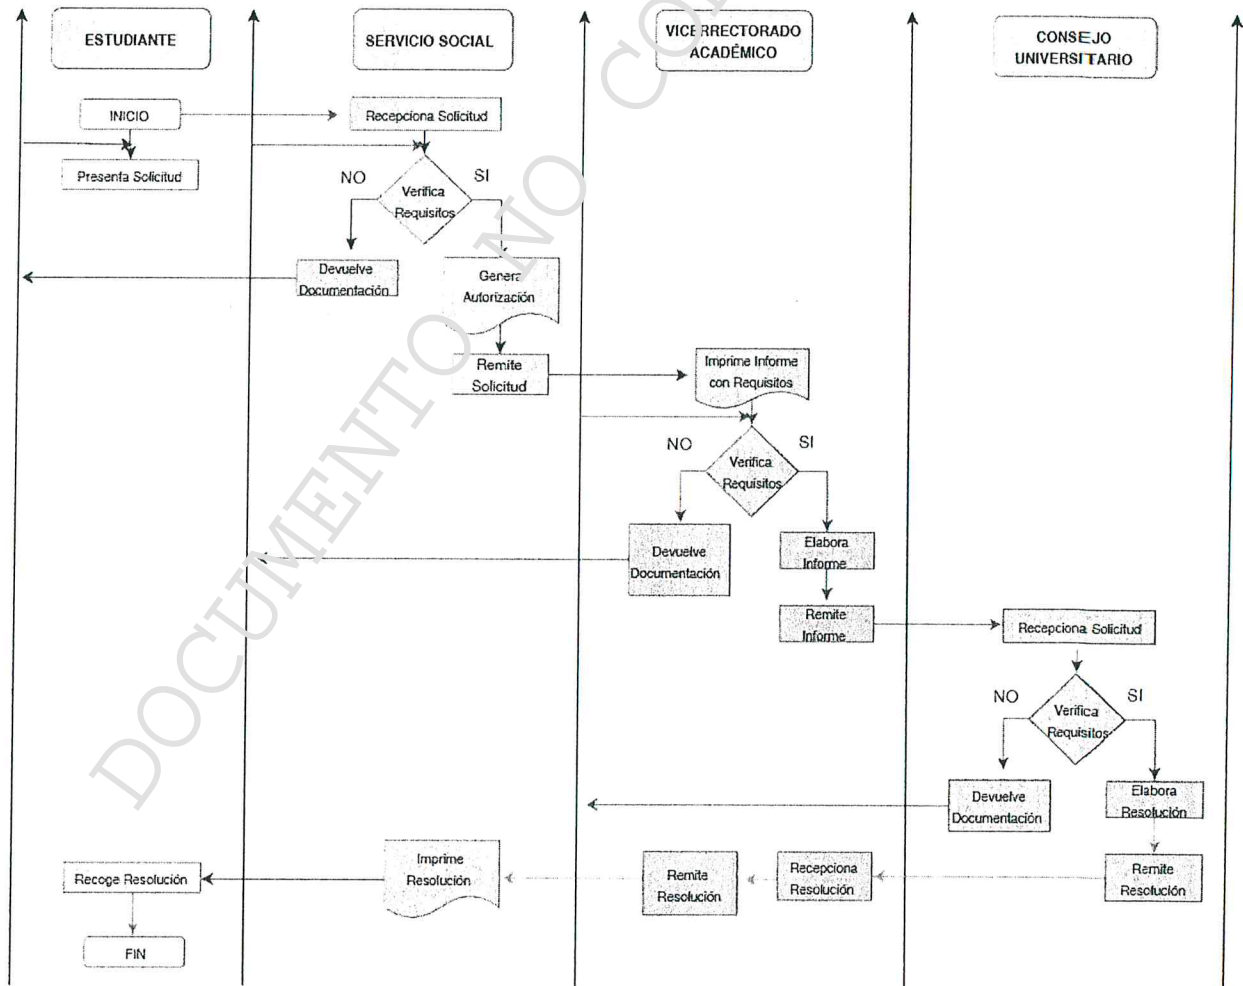 ESTUDIANTE
SERVICIO SOCIAL
VICERRECTORADO
ACADÉMICO
CONSEJO
UNIVERSITARIO
INICIO
Recepciona Solicitud
Presenta Solicitud
NO
SI
Verifica
Requisitos
Devuelve
Documentación
Genera
Autorización
Remite
Solicitud
Imprime Informe
con Requisitos
NO
SI
Verifica
Requisitos
Devuelve
Documentación
Elabora
Informe
Remite
Informe
Recepciona Solicitud
NO
SI
Verifica
Requisitos
Devuelve
Documentación
Elabora
Resolución
Recoge Resolución
Imprime
Resolución
Remite
Resolución
Recepciona
Resolución
Remite
Resolución
FIN
DOCUMENTO NO CO